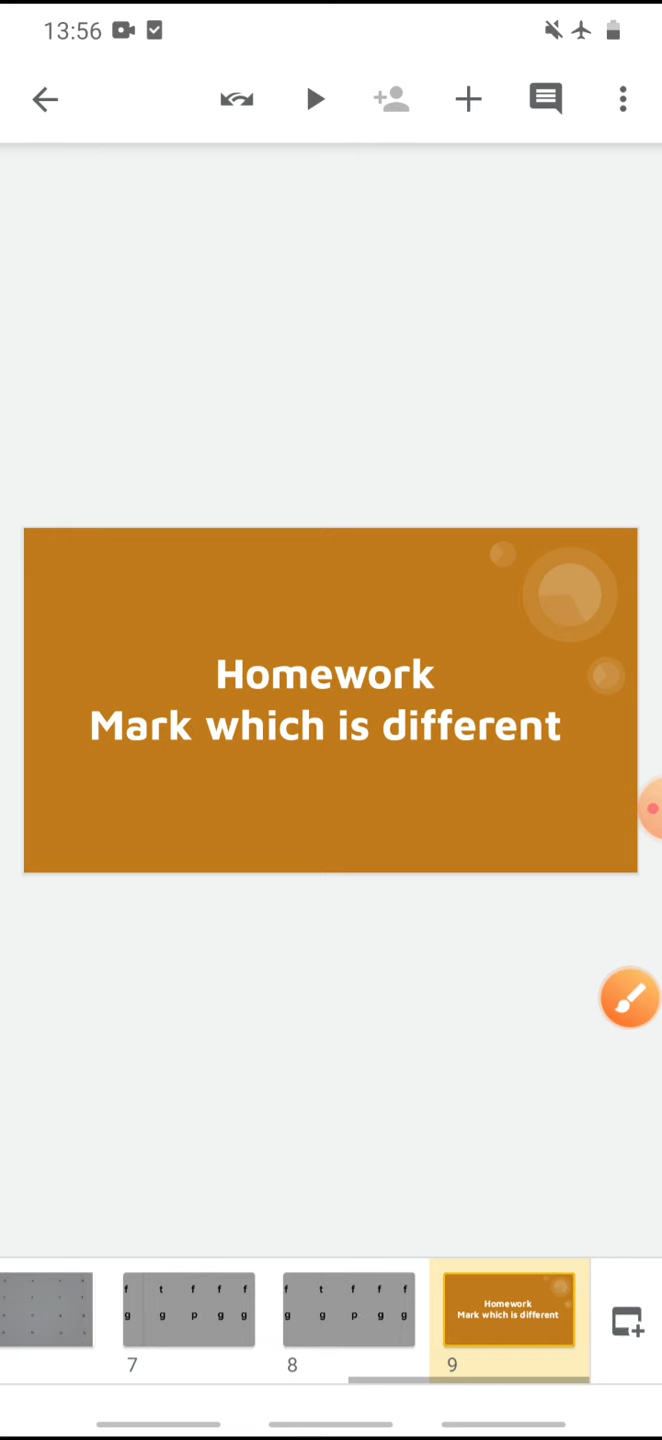 13:56
Homework
Mark which is different
f t f f f
g g p g g
7
f t f f f
g g p g g
8
Homework
Mark which is different
9